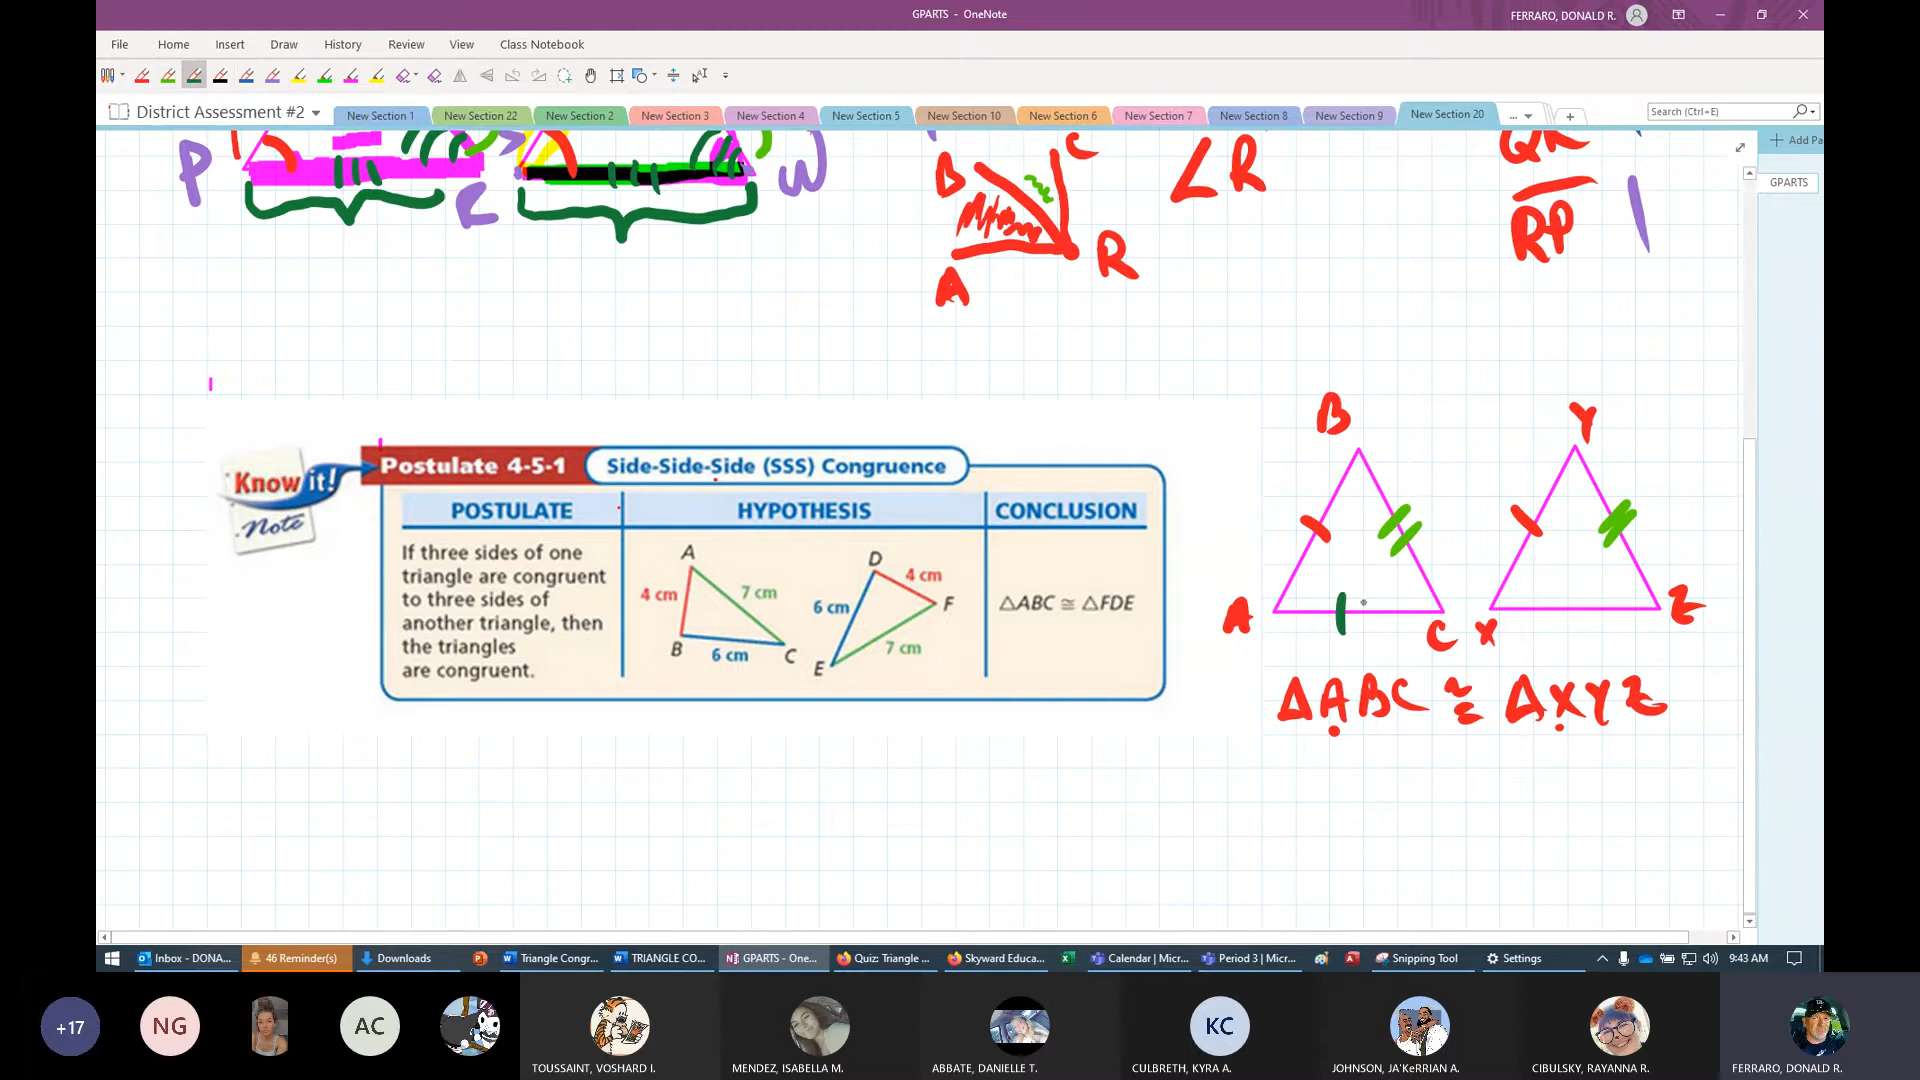 GPARTS - OneNote
FERRARO, DONALD R.
File Home Insert Draw History Review View Class Notebook
District Assessment #2
New Section 1 New Section 22 New Section 2 New Section 3 New Section 4 New Section 5 New Section 10 New Section 6 New Section 7 New Section 8 New Section 9 New Section 20 ...
Search (Ctrl+E)
Add Pa
GPARTS
P R W
B C
A R
∠R
QR
RP
Know it!
Note
Postulate 4-5-1 Side-Side-Side (SSS) Congruence
POSTULATE HYPOTHESIS CONCLUSION
If three sides of one
triangle are congruent
to three sides of
another triangle, then
the triangles
are congruent.
A
4 cm 7 cm
B 6 cm C
D
4 cm
6 cm F
7 cm
E
△ABC ≅ △FDE
B Y
A C X Z
△ABC ≅ △XYZ
Inbox - DONA... 46 Reminder(s) Downloads Triangle Congr... TRIANGLE CO... GPARTS - One... Quiz: Triangle ... Skyward Educa... Calendar | Micr... Period 3 | Micr... Snipping Tool Settings 9:43 AM
+17 NG AC KC
TOUSSAINT, VOSHARD I. MENDEZ, ISABELLA M. ABBATE, DANIELLE T. CULBRETH, KYRA A. JOHNSON, JA'KeRRIAN A. CIBULSKY, RAYANNA R. FERRARO, DONALD R.